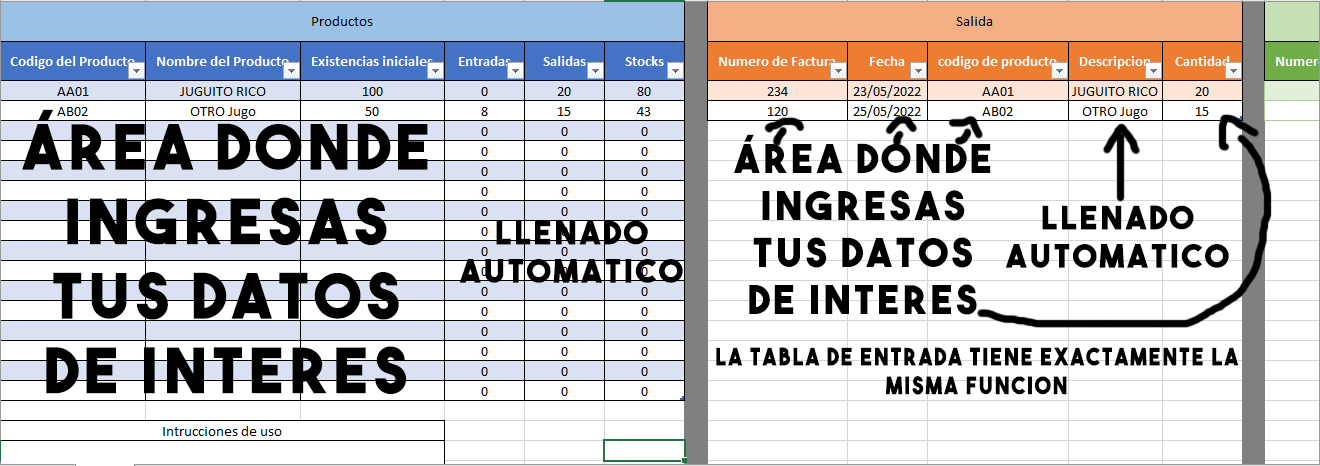 Productos
Codigo del Producto Nombre del Producto Existencias iniciales Entradas Salidas Stocks
AA01 JUGUITO RICO 100 0 20 80
AB02 OTRO Jugo 50 8 15 43
0 0 0
0 0 0
0 0 0
0 0 0
0 0 0
0 0 0
0 0 0
0 0 0
0 0 0
0 0 0
0 0 0
0 0 0
0 0 0
0 0 0
ÁREA DONDE
INGRESAS
TUS DATOS
DE INTERES
LLENADO
AUTOMATICO
Intrucciones de uso
Salida
Numero de Factura Fecha codigo de producto Descripcion Cantidad
234 23/05/2022 AA01 JUGUITO RICO 20
120 25/05/2022 AB02 OTRO Jugo 15
ÁREA DONDE
INGRESAS
TUS DATOS
DE INTERES
LLENADO
AUTOMATICO
LA TABLA DE ENTRADA TIENE EXACTAMENTE LA
MISMA FUNCION